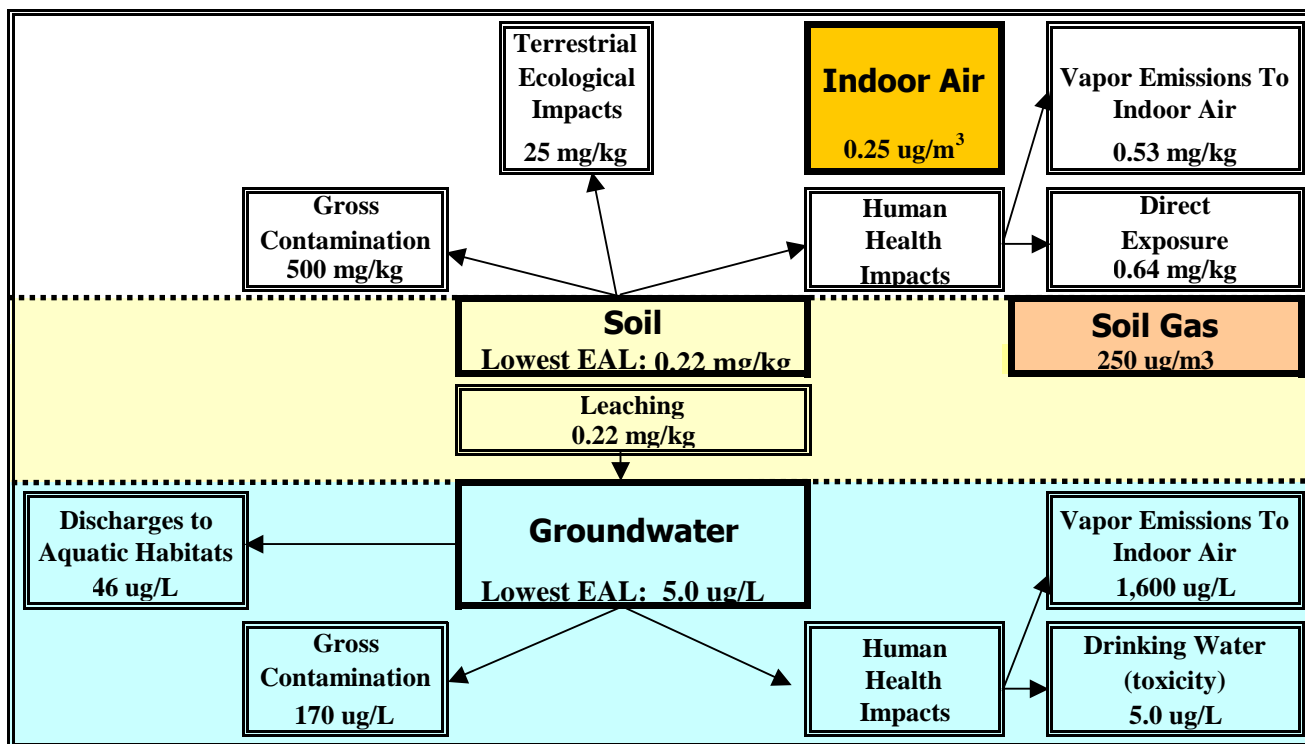 Terrestrial
Ecological
Impacts
25 mg/kg
Indoor Air
0.25 ug/m³
Vapor Emissions To
Indoor Air
0.53 mg/kg
Gross
Contamination
500 mg/kg
Human
Health
Impacts
Direct
Exposure
0.64 mg/kg
Soil
Lowest EAL: 0.22 mg/kg
Soil Gas
250 ug/m3
Leaching
0.22 mg/kg
Discharges to
Aquatic Habitats
46 ug/L
Groundwater
Lowest EAL: 5.0 ug/L
Vapor Emissions To
Indoor Air
1,600 ug/L
Gross
Contamination
170 ug/L
Human
Health
Impacts
Drinking Water
(toxicity)
5.0 ug/L